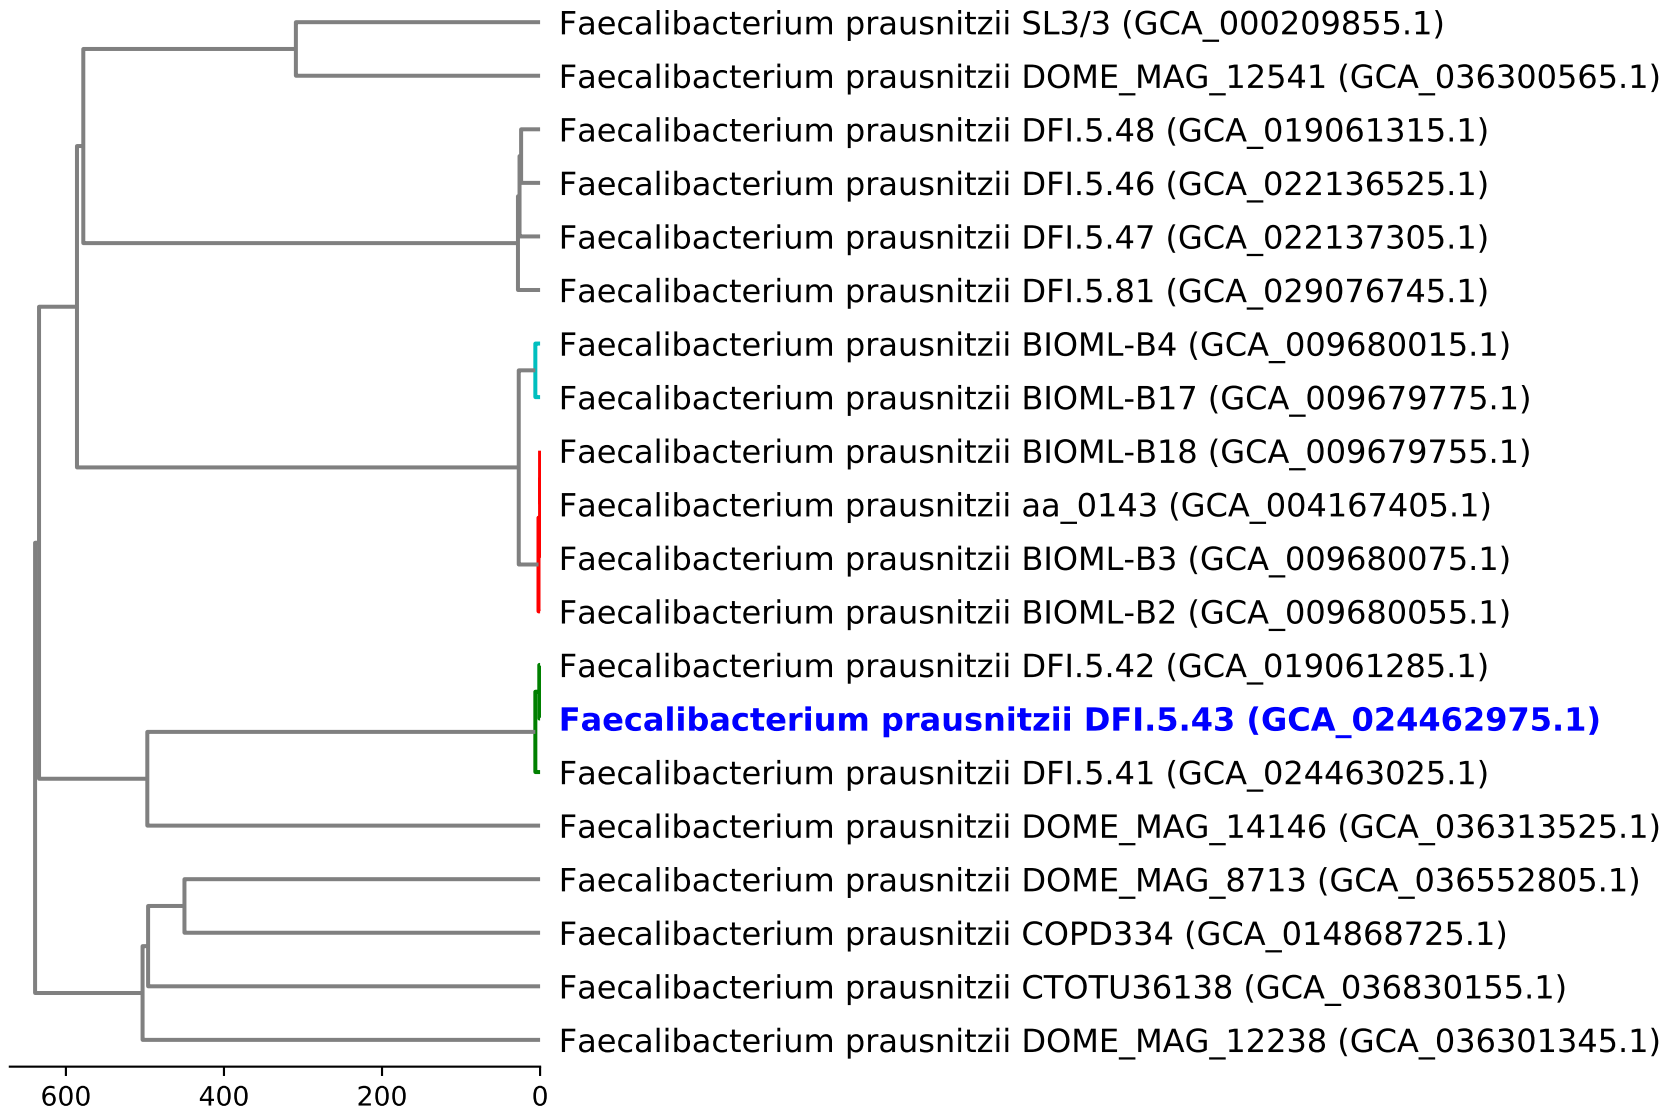 Faecalibacterium prausnitzii SL3/3 (GCA_000209855.1)
Faecalibacterium prausnitzii DOME_MAG_12541 (GCA_036300565.1)
Faecalibacterium prausnitzii DFI.5.48 (GCA_019061315.1)
Faecalibacterium prausnitzii DFI.5.46 (GCA_022136525.1)
Faecalibacterium prausnitzii DFI.5.47 (GCA_022137305.1)
Faecalibacterium prausnitzii DFI.5.81 (GCA_029076745.1)
Faecalibacterium prausnitzii BIOML-B4 (GCA_009680015.1)
Faecalibacterium prausnitzii BIOML-B17 (GCA_009679775.1)
Faecalibacterium prausnitzii BIOML-B18 (GCA_009679755.1)
Faecalibacterium prausnitzii aa_0143 (GCA_004167405.1)
Faecalibacterium prausnitzii BIOML-B3 (GCA_009680075.1)
Faecalibacterium prausnitzii BIOML-B2 (GCA_009680055.1)
Faecalibacterium prausnitzii DFI.5.42 (GCA_019061285.1)
Faecalibacterium prausnitzii DFI.5.43 (GCA_024462975.1)
Faecalibacterium prausnitzii DFI.5.41 (GCA_024463025.1)
Faecalibacterium prausnitzii DOME_MAG_14146 (GCA_036313525.1)
Faecalibacterium prausnitzii DOME_MAG_8713 (GCA_036552805.1)
Faecalibacterium prausnitzii COPD334 (GCA_014868725.1)
Faecalibacterium prausnitzii CTOTU36138 (GCA_036830155.1)
Faecalibacterium prausnitzii DOME_MAG_12238 (GCA_036301345.1)
600 400 200 0